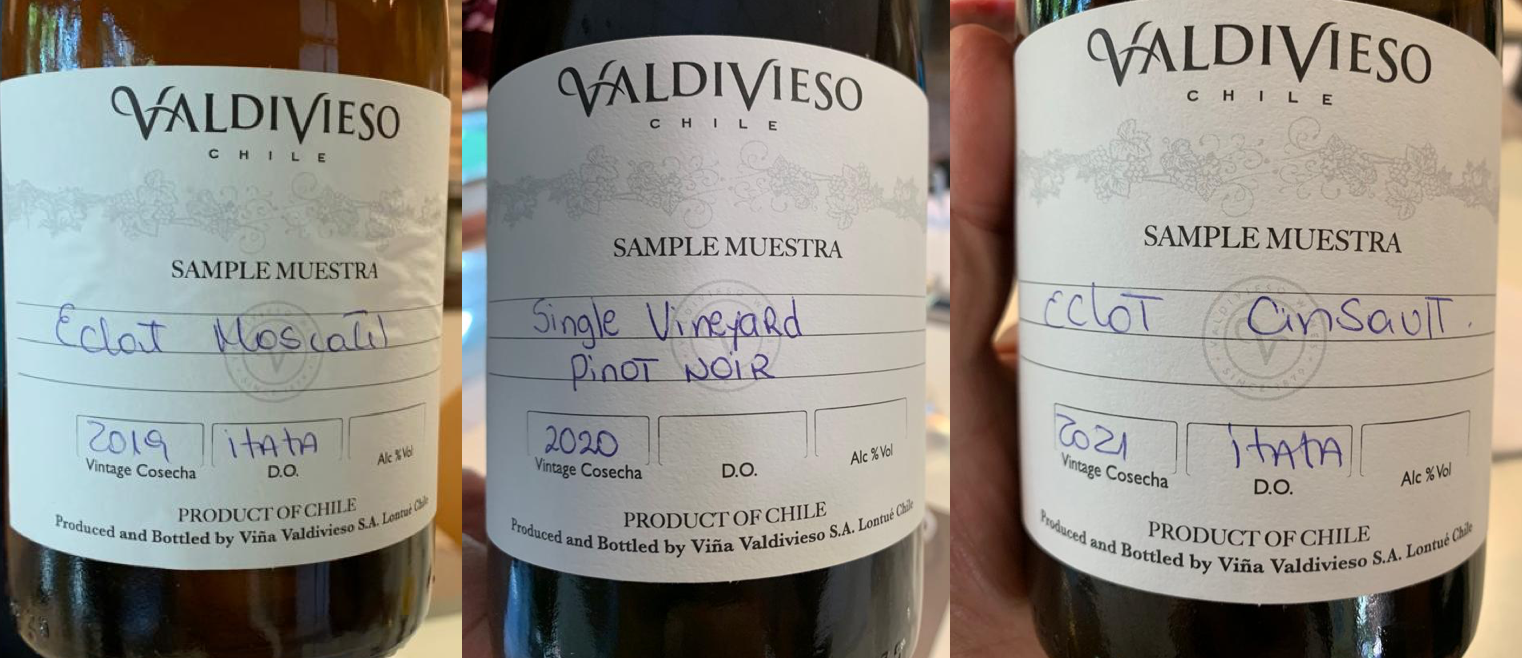 VALDIVIESO
CHILE
SAMPLE MUESTRA
Eclat Moscatel
2019 itata
Vintage Cosecha D.O. Alc % Vol
PRODUCT OF CHILE
Produced and Bottled by Viña Valdivieso S.A. Lontué Chile
VALDIVIESO
CHILE
SAMPLE MUESTRA
Single Vineyard
Pinot NOIR
2020
Vintage Cosecha D.O. Alc % Vol
PRODUCT OF CHILE
Produced and Bottled by Viña Valdivieso S.A. Lontué Chile
VALDIVIESO
CHILE
SAMPLE MUESTRA
EClOT CinSaulT.
2021 itata
Vintage Cosecha D.O. Alc % Vol
PRODUCT OF CHILE
Produced and Bottled by Viña Valdivieso S.A. Lontué Chile